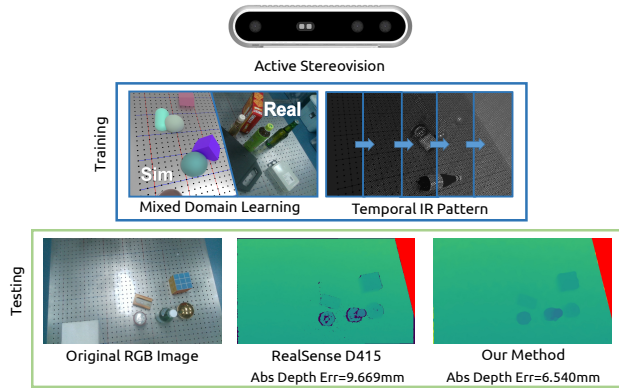 Active Stereovision
Training
Real
Sim
Mixed Domain Learning
Temporal IR Pattern
Testing
Original RGB Image
RealSense D415
Abs Depth Err=9.669mm
Our Method
Abs Depth Err=6.540mm